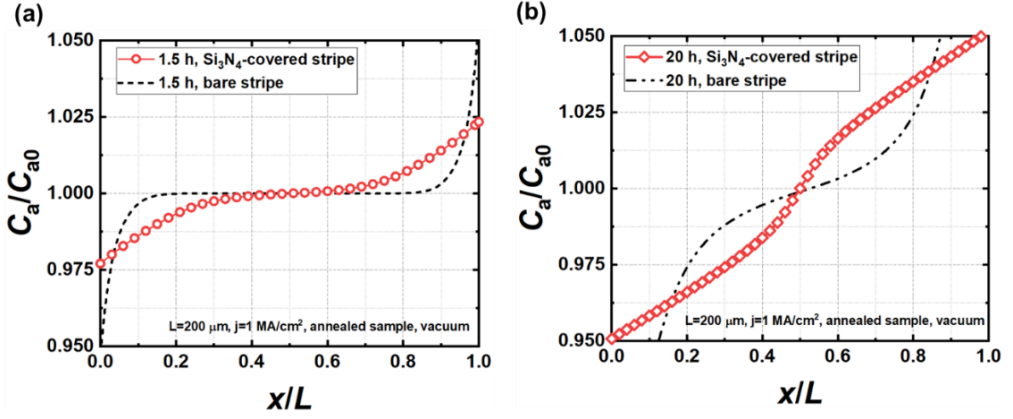 (a)
1.050
1.025
1.000
0.975
0.950
Ca/Ca0
1.5 h, Si3N4-covered stripe
1.5 h, bare stripe
L=200 μm, j=1 MA/cm², annealed sample, vacuum
0.0 0.2 0.4 0.6 0.8 1.0
x/L
(b)
1.050
1.025
1.000
0.975
0.950
Ca/Ca0
20 h, Si3N4-covered stripe
20 h, bare stripe
L=200 μm, j=1 MA/cm², annealed sample, vacuum
0.0 0.2 0.4 0.6 0.8 1.0
x/L